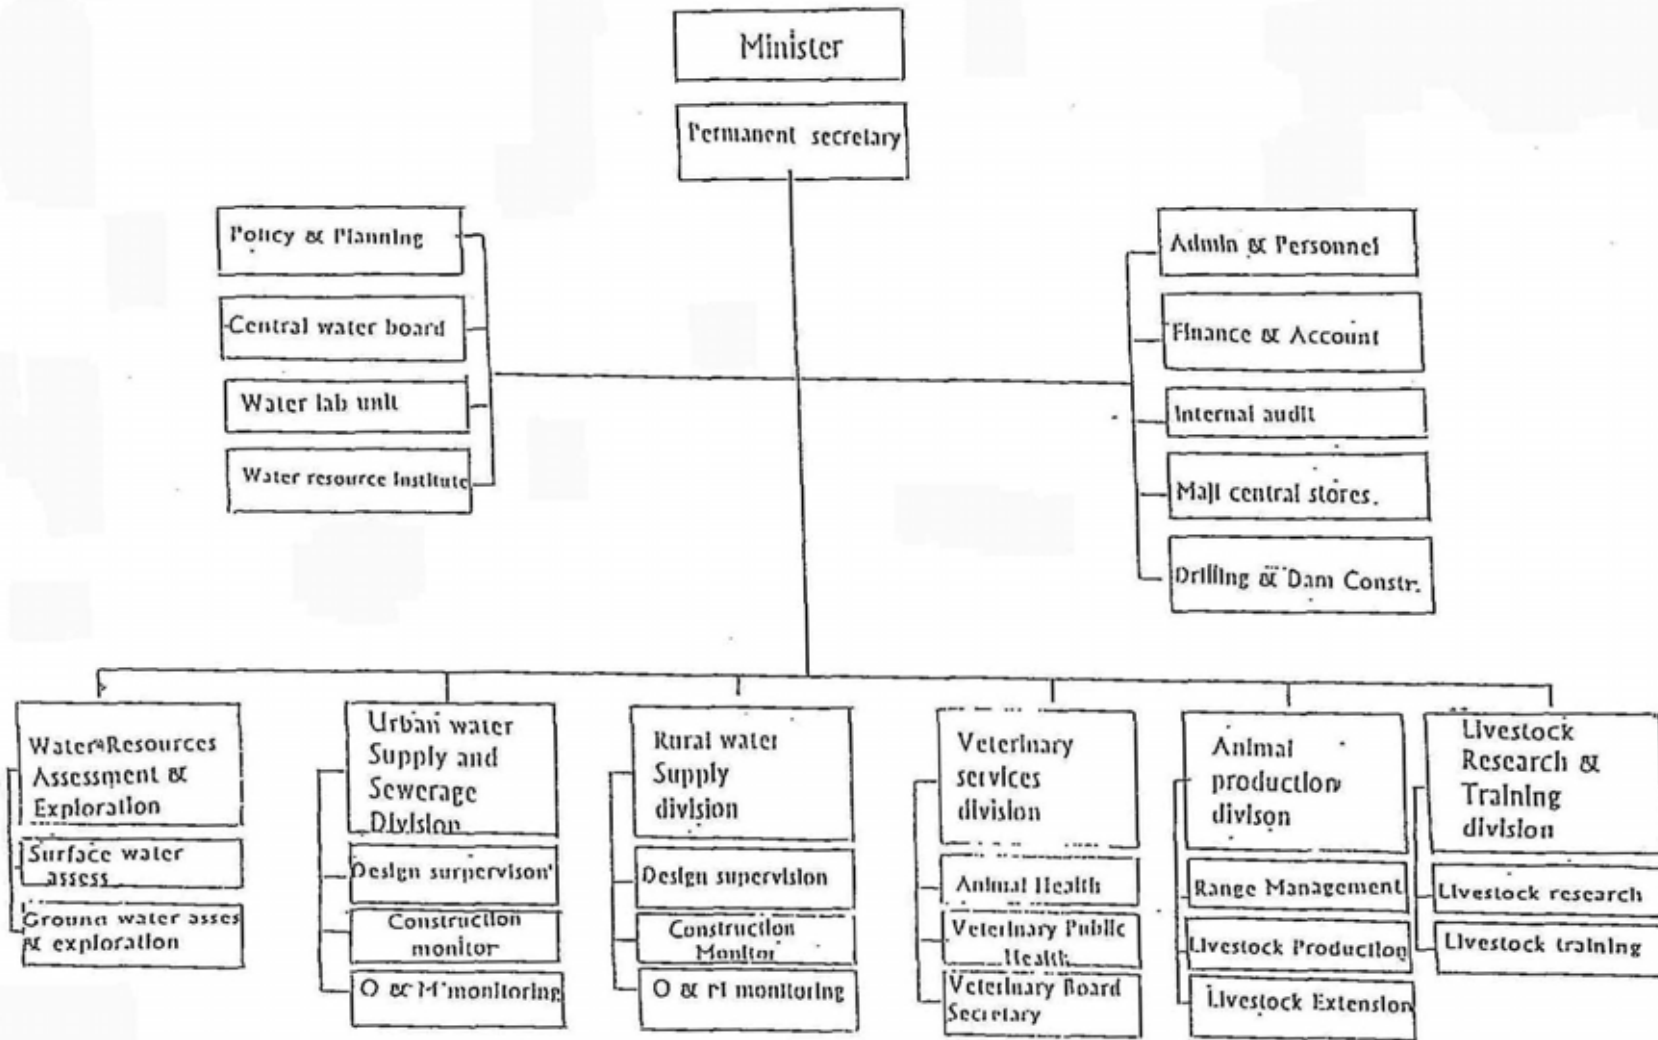 Minister
Permanent secretary
Policy & Planning
Central water board
Water lab unit
Water resource institute
Admin & Personnel
Finance & Account
Internal audit
Maji central stores.
Drilling & Dam Constr.
Water Resources
Assessment &
Exploration
Surface water
assess
Ground water asses
& exploration
Urban water
Supply and
Sewerage
Division
Design surpervison
Construction
monitor
O & M monitoring
Rural water
Supply
division
Design supervision
Construction
Monitor
O & M monitoring
Veterinary
services
division
Animal Health
Veterinary Public
Health
Veterinary Board
Secretary
Animal
production
divison
Range Management
Livestock Production
Livestock Extension
Livestock
Research &
Training
division
Livestock research
Livestock training